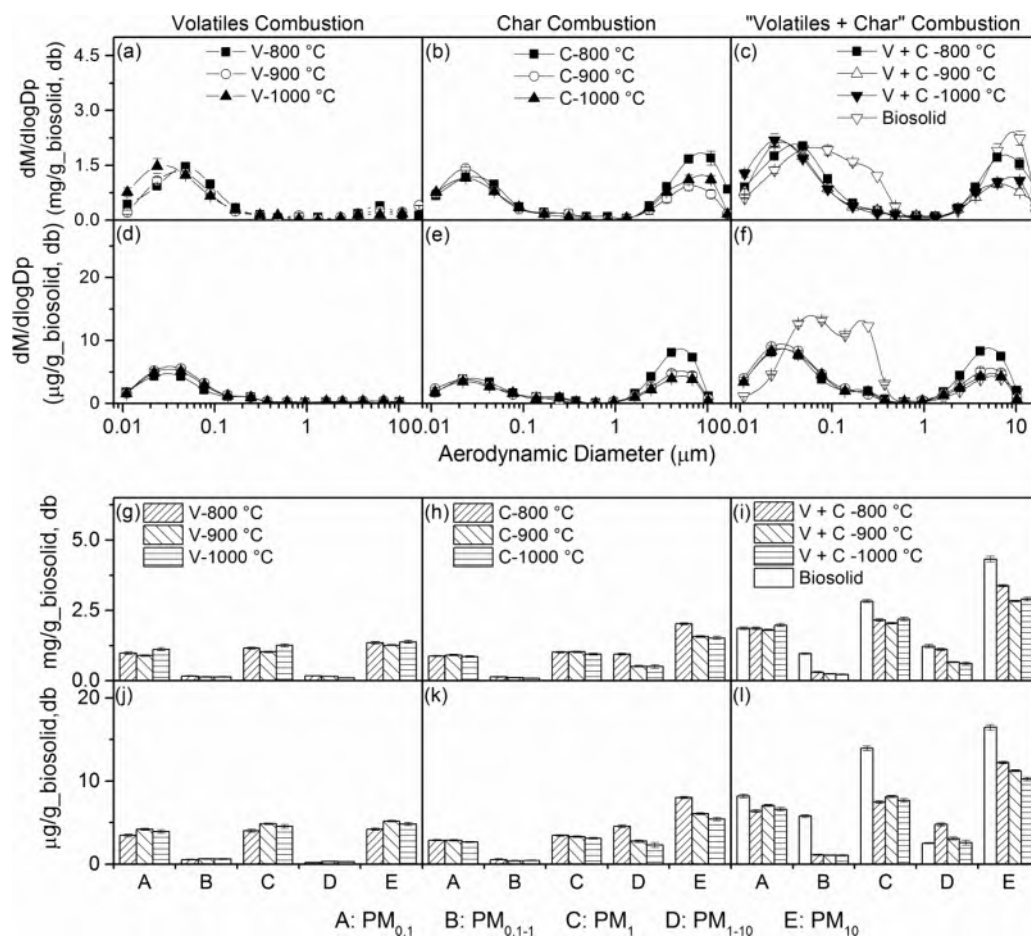 Volatiles Combustion
Char Combustion
"Volatiles + Char" Combustion
dM/dlogDp
(mg/g_biosolid, db)
4.5
3.0
1.5
0.0
(a)
V-800 °C
V-900 °C
V-1000 °C
(b)
C-800 °C
C-900 °C
C-1000 °C
(c)
V + C -800 °C
V + C -900 °C
V + C -1000 °C
Biosolid
dM/dlogDp
(µg/g_biosolid, db)
20
10
0
(d)
(e)
(f)
0.01 0.1 1 10 100
0.01 0.1 1 10 100
0.01 0.1 1 10
Aerodynamic Diameter (µm)
mg/g_biosolid, db
5.0
2.5
0.0
(g)
V-800 °C
V-900 °C
V-1000 °C
(h)
C-800 °C
C-900 °C
C-1000 °C
(i)
V + C -800 °C
V + C -900 °C
V + C -1000 °C
Biosolid
µg/g_biosolid,db
20
10
0
(j)
(k)
(l)
A B C D E
A B C D E
A B C D E
A: PM0.1 B: PM0.1-1 C: PM1 D: PM1-10 E: PM10